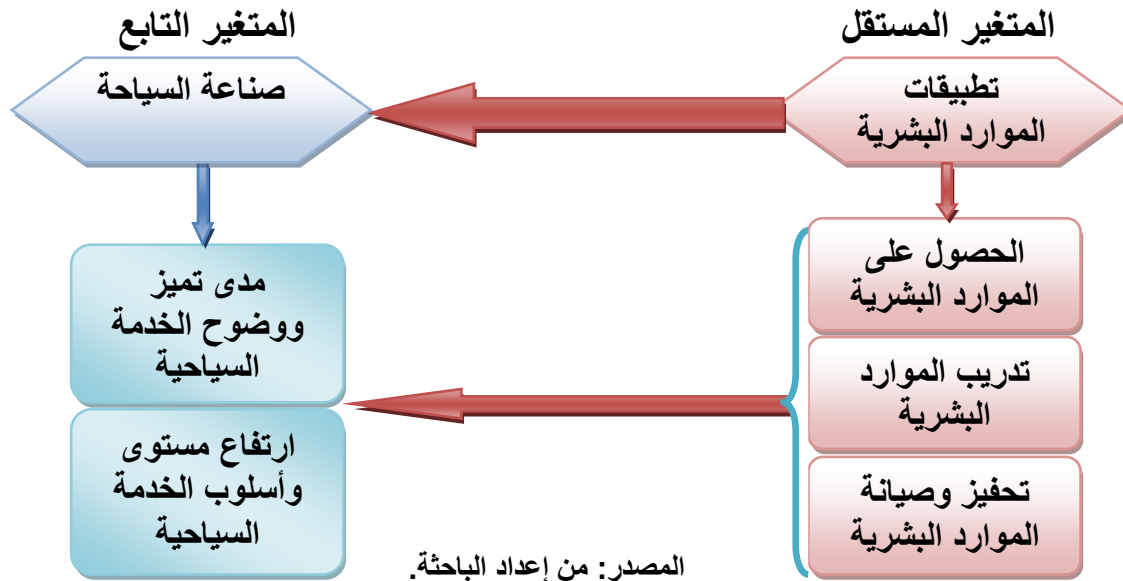 المتغير المستقل
المتغير التابع
تطبيقات
الموارد البشرية
صناعة السياحة
الحصول على
الموارد البشرية
تدريب الموارد
البشرية
تحفيز وصيانة
الموارد البشرية
مدى تميز
ووضوح الخدمة
السياحية
ارتفاع مستوى
وأسلوب الخدمة
السياحية
المصدر: من إعداد الباحثة.